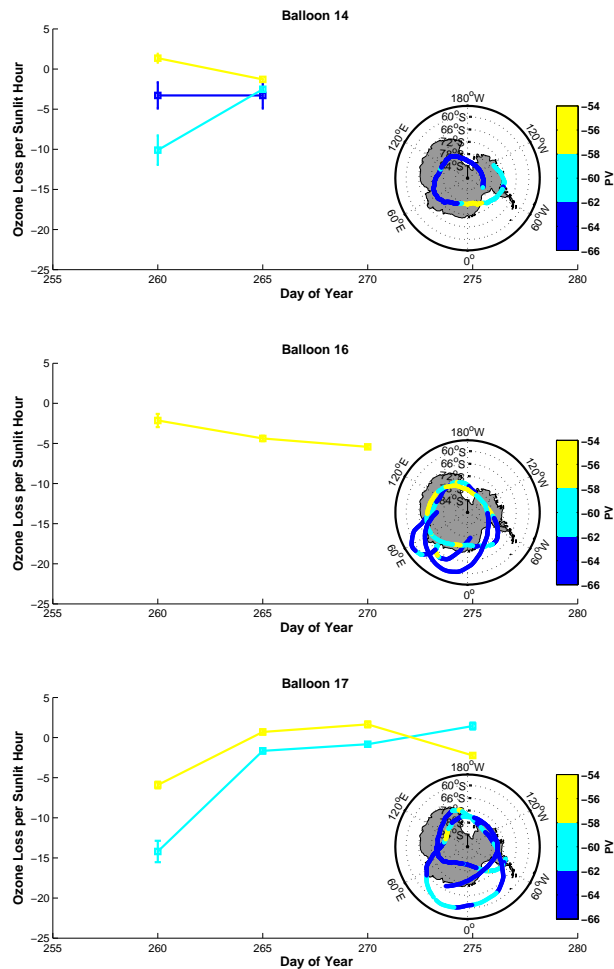 Balloon 14
5
0
−5
−10
−15
−20
−25
Ozone Loss per Sunlit Hour
255 260 265 270 275 280
Day of Year
180°W
120°W
60°W
0°
60°E
120°E
60°S
66°S
72°S
78°S
−54
−56
−58
−60
−62
−64
−66
PV
Balloon 16
5
0
−5
−10
−15
−20
−25
Ozone Loss per Sunlit Hour
255 260 265 270 275 280
Day of Year
180°W
120°W
60°W
0°
60°E
120°E
60°S
66°S
72°S
84°S
−54
−56
−58
−60
−62
−64
−66
PV
Balloon 17
5
0
−5
−10
−15
−20
−25
Ozone Loss per Sunlit Hour
255 260 265 270 275 280
Day of Year
180°W
120°W
60°W
0°
60°E
120°E
60°S
66°S
−54
−56
−58
−60
−62
−64
−66
PV